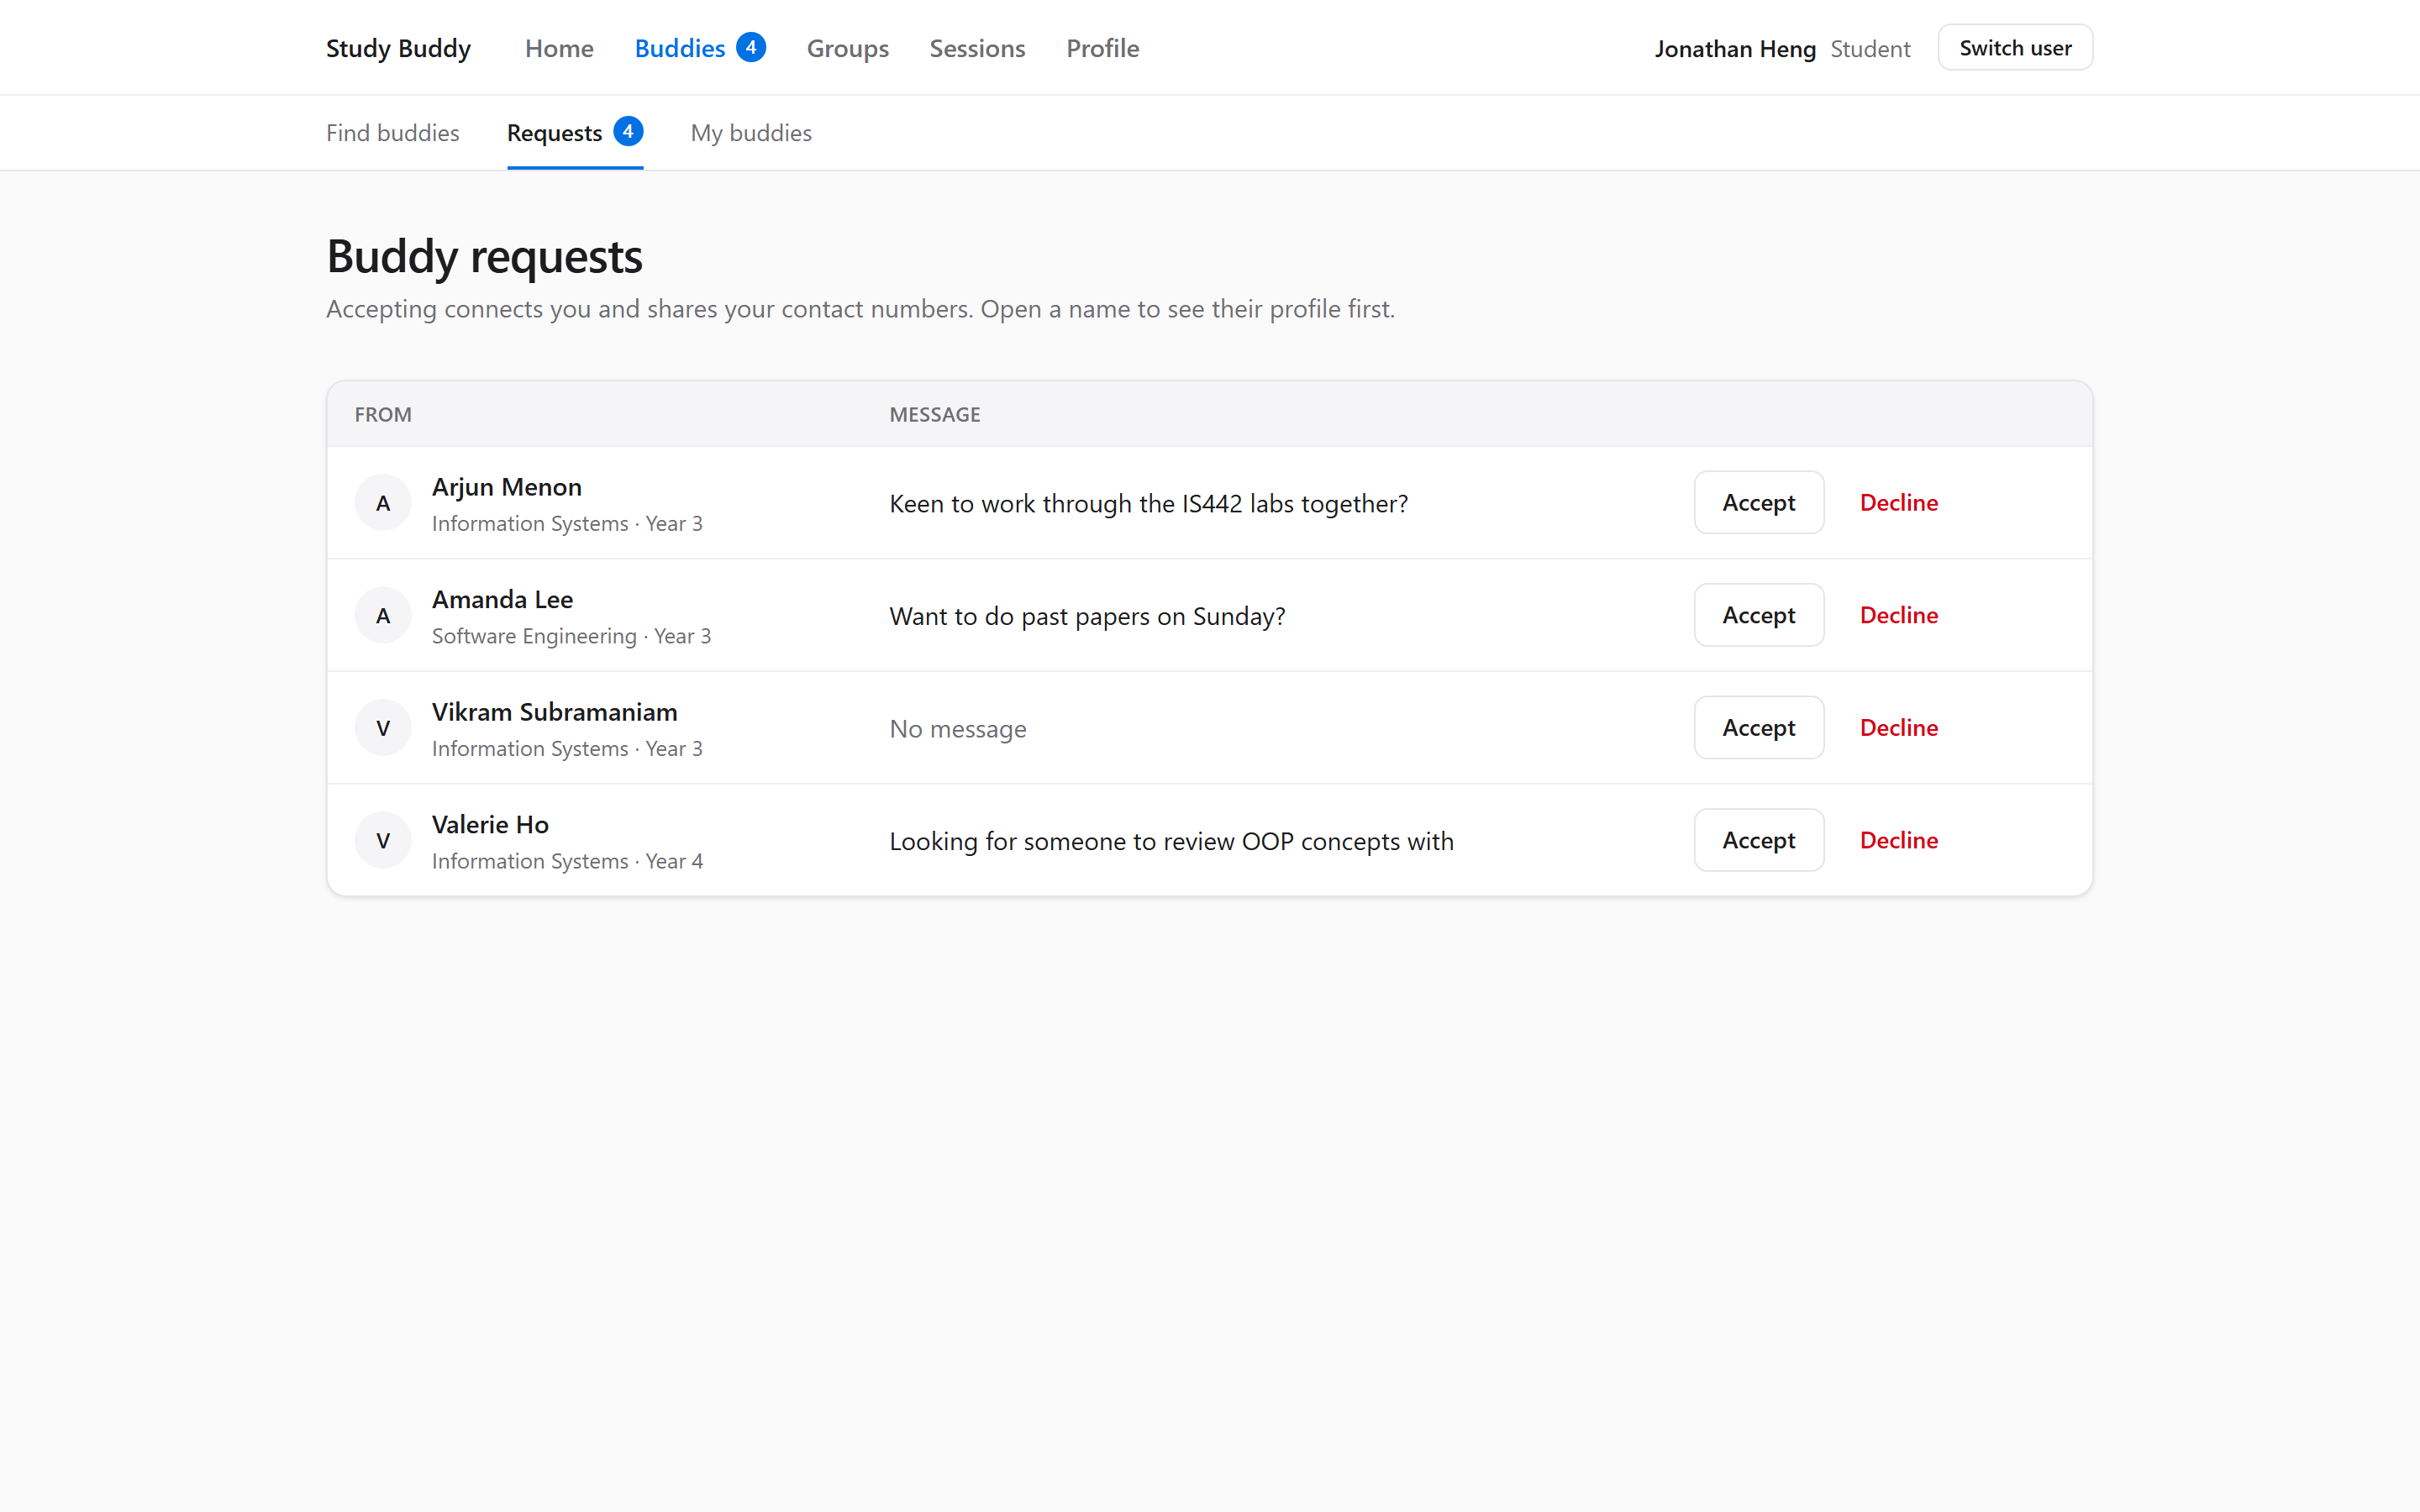 Study Buddy Home Buddies 4 Groups Sessions Profile Jonathan Heng Student Switch user
Find buddies Requests 4 My buddies
Buddy requests
Accepting connects you and shares your contact numbers. Open a name to see their profile first.
FROM MESSAGE
A Arjun Menon
Information Systems · Year 3
Keen to work through the IS442 labs together? Accept Decline
A Amanda Lee
Software Engineering · Year 3
Want to do past papers on Sunday? Accept Decline
V Vikram Subramaniam
Information Systems · Year 3
No message Accept Decline
V Valerie Ho
Information Systems · Year 4
Looking for someone to review OOP concepts with Accept Decline